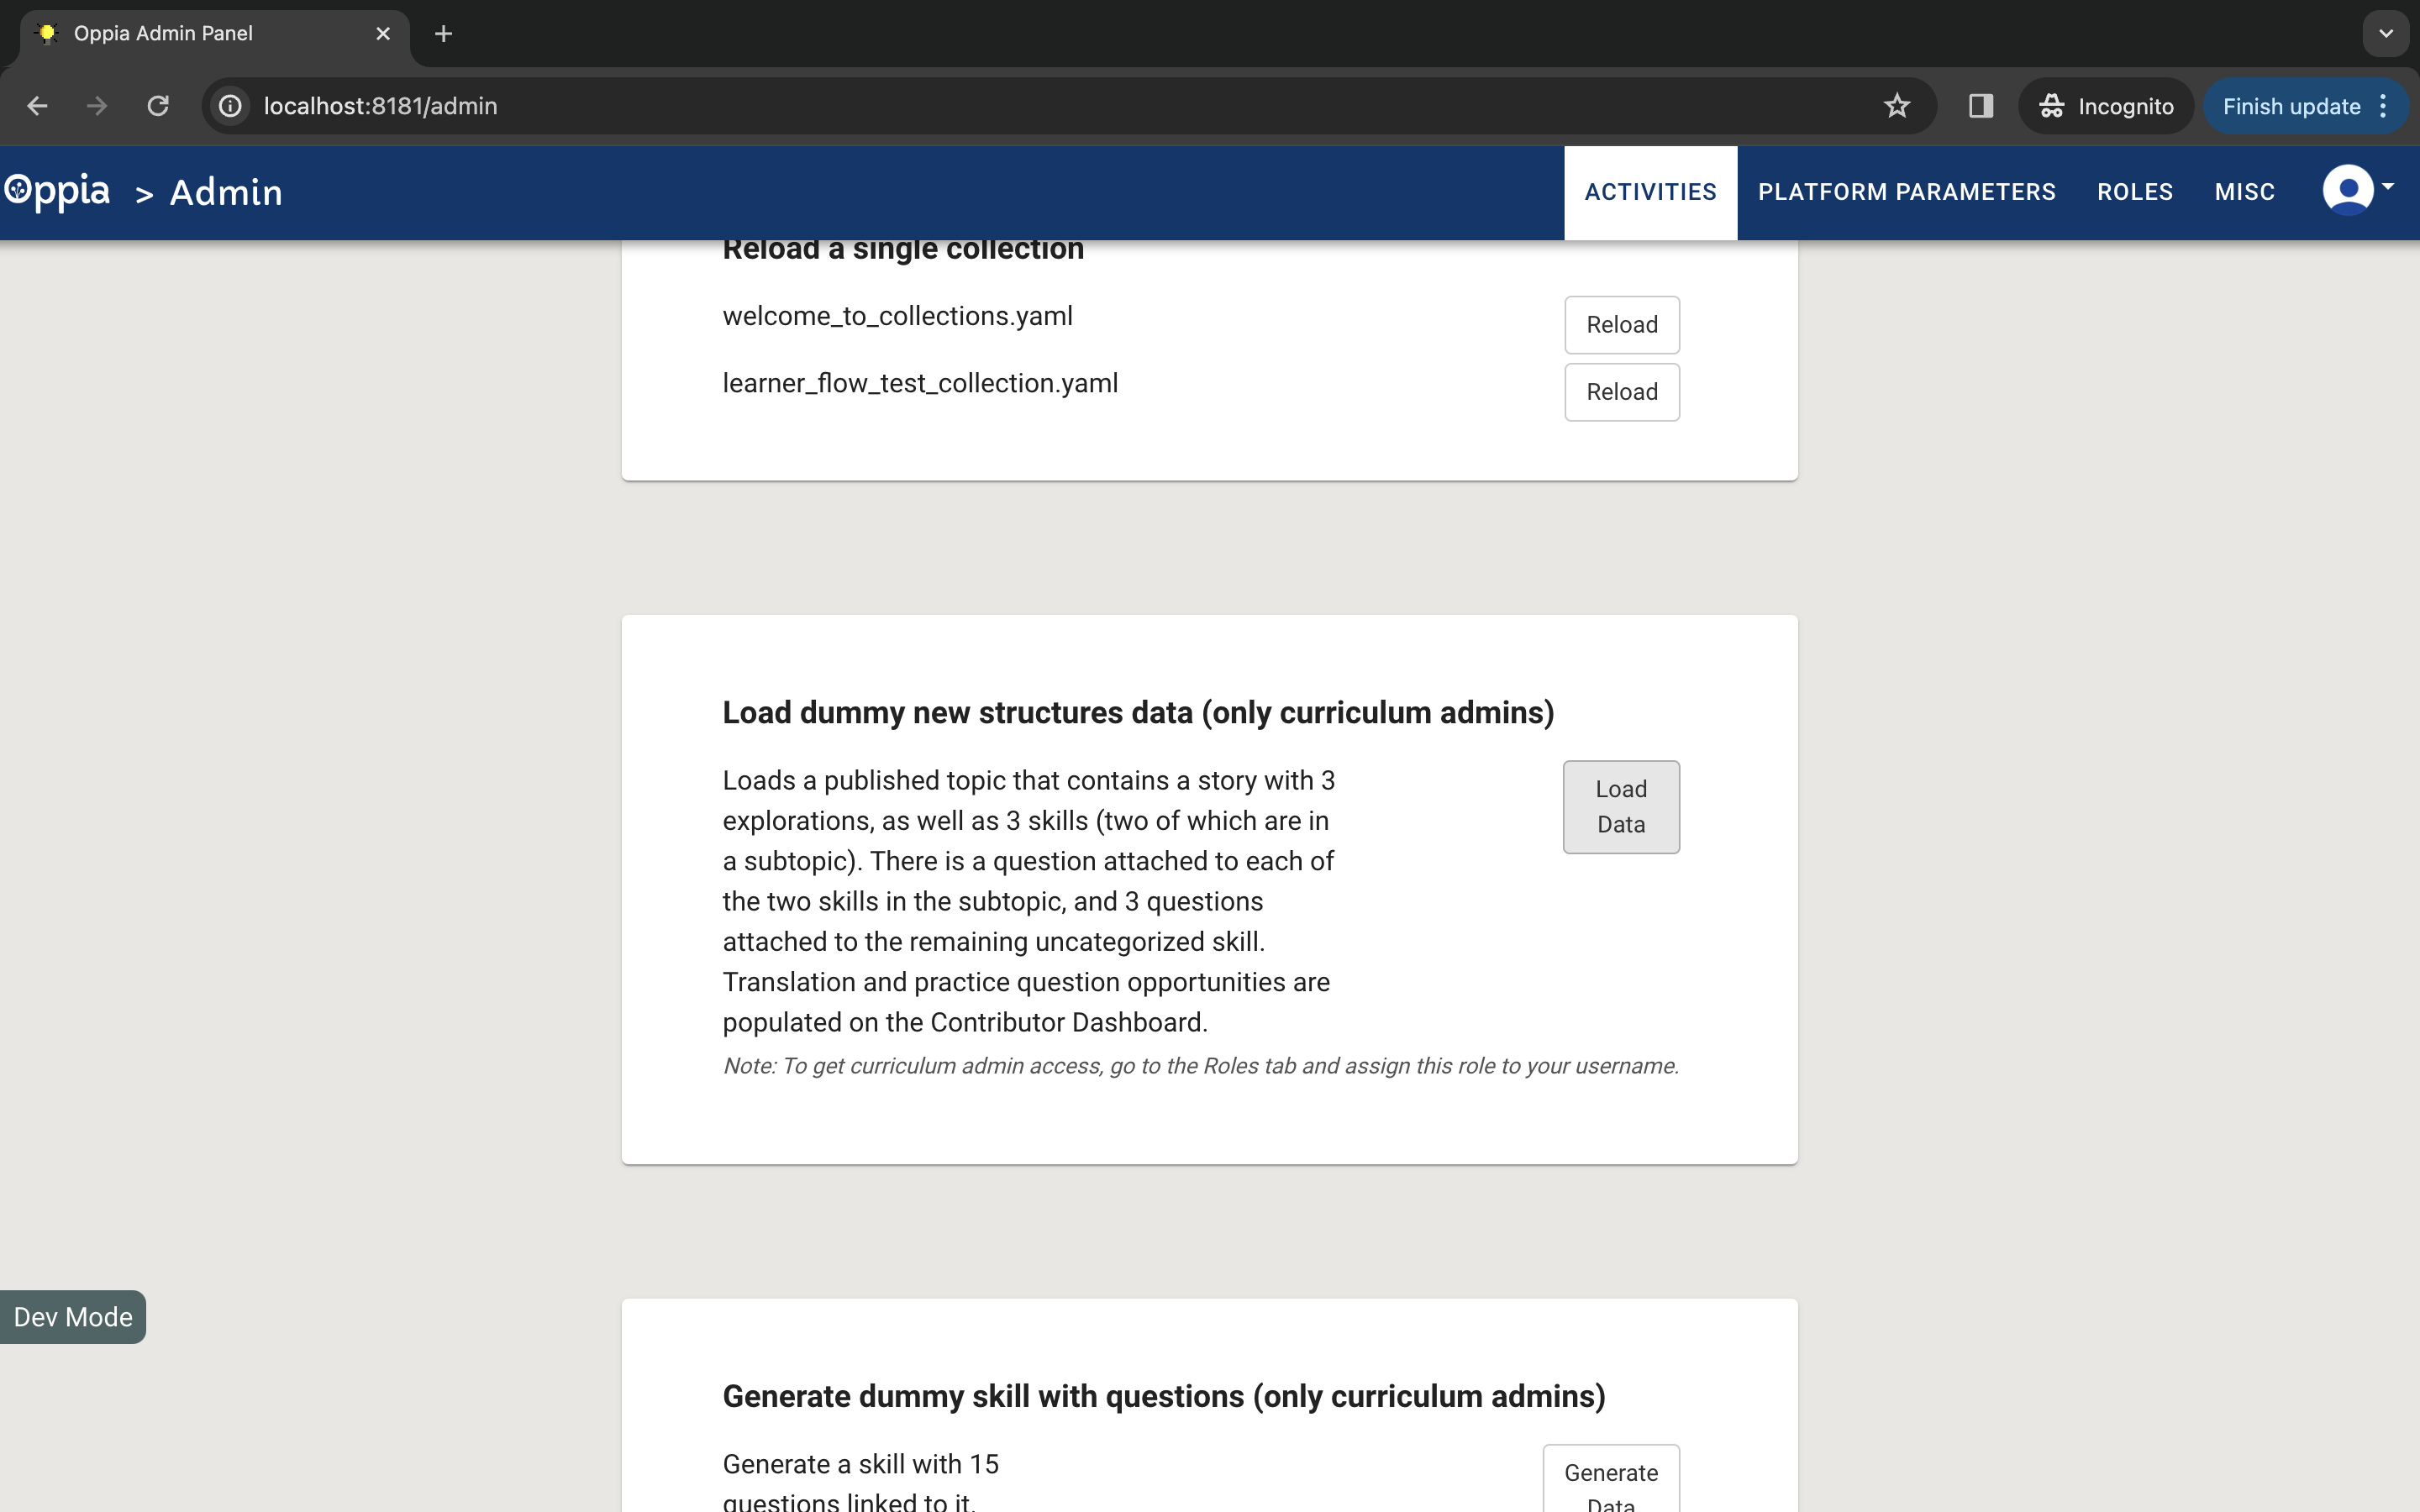 Oppia Admin Panel
localhost:8181/admin
Incognito
Finish update
Oppia > Admin
ACTIVITIES
PLATFORM PARAMETERS
ROLES
MISC
Reload a single collection
welcome_to_collections.yaml
Reload
learner_flow_test_collection.yaml
Reload
Load dummy new structures data (only curriculum admins)
Loads a published topic that contains a story with 3
explorations, as well as 3 skills (two of which are in
a subtopic). There is a question attached to each of
the two skills in the subtopic, and 3 questions
attached to the remaining uncategorized skill.
Translation and practice question opportunities are
populated on the Contributor Dashboard.
Load
Data
Note: To get curriculum admin access, go to the Roles tab and assign this role to your username.
Dev Mode
Generate dummy skill with questions (only curriculum admins)
Generate a skill with 15
questions linked to it.
Generate
Data